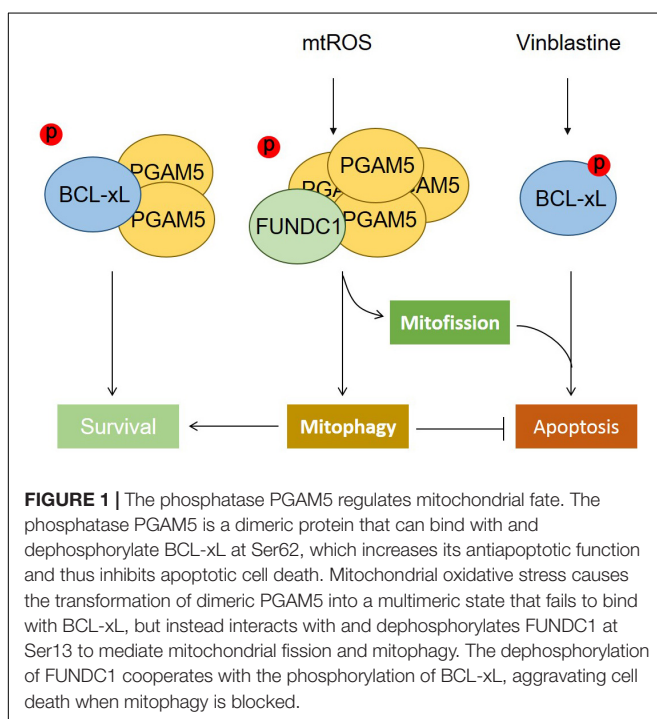 mtROS Vinblastine
p
BCL-xL
PGAM5
PGAM5
p
PGAM5
PGAM5
PGAM5
PGAM5
FUNDC1
p
BCL-xL
Mitofission
Survival
Mitophagy
Apoptosis
FIGURE 1 | The phosphatase PGAM5 regulates mitochondrial fate. The
phosphatase PGAM5 is a dimeric protein that can bind with and
dephosphorylate BCL-xL at Ser62, which increases its antiapoptotic function
and thus inhibits apoptotic cell death. Mitochondrial oxidative stress causes
the transformation of dimeric PGAM5 into a multimeric state that fails to bind
with BCL-xL, but instead interacts with and dephosphorylates FUNDC1 at
Ser13 to mediate mitochondrial fission and mitophagy. The dephosphorylation
of FUNDC1 cooperates with the phosphorylation of BCL-xL, aggravating cell
death when mitophagy is blocked.